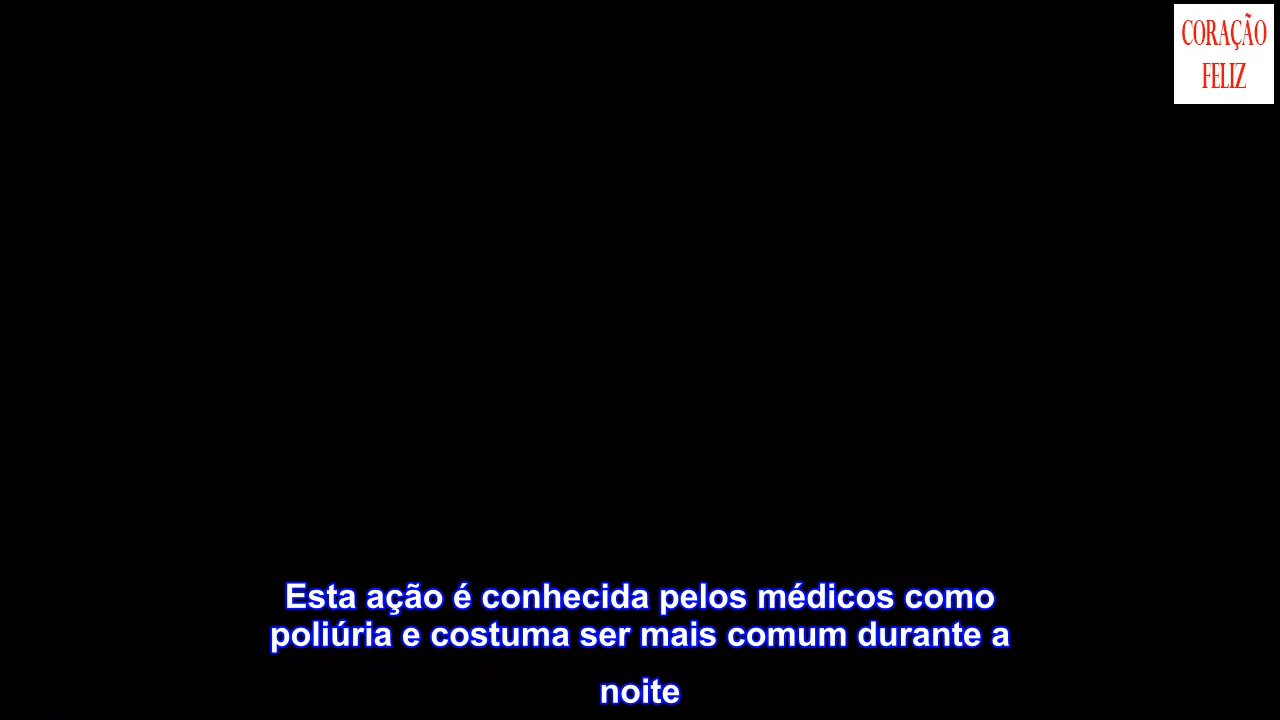 CORAÇÃO
FELIZ
Esta ação é conhecida pelos médicos como
poliúria e costuma ser mais comum durante a
noite